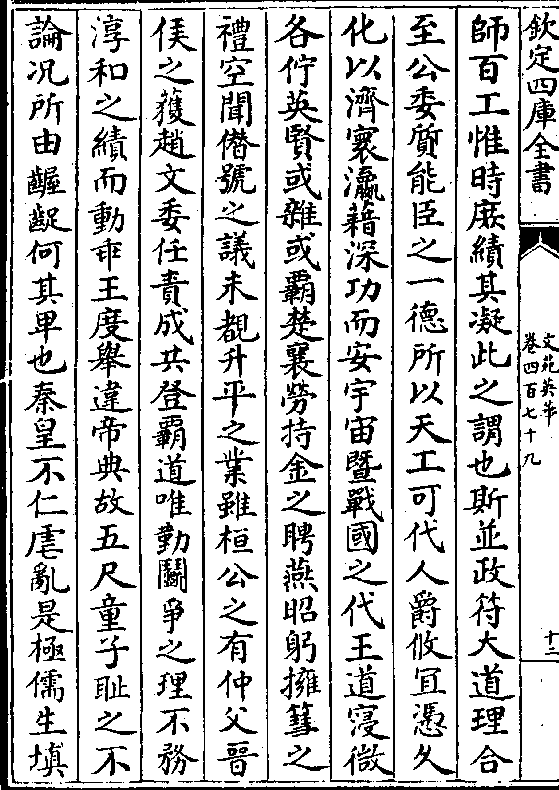 欽定四庫全書
文苑英華
卷四百七十九
十三
師百工惟時庶績其凝此之謂也斯並政符大道理合
至公委質能臣之一德所以天工可代人爵攸宜憑久
化以濟寰瀛藉深功而安宇宙暨戰國之代王道寖微
各佇英賢或雜或霸楚襄勞持金之聘燕昭躬擁篲之
禮空聞僭號之議未覩升平之業雖桓公之有仲父晉
侯之獲趙文委任責成共登霸道唯勤鬬爭之理不務
淳和之績而動乖王度舉違帝典故五尺童子耻之不
論况所由齷齪何其卑也秦皇不仁虐亂是極儒生填